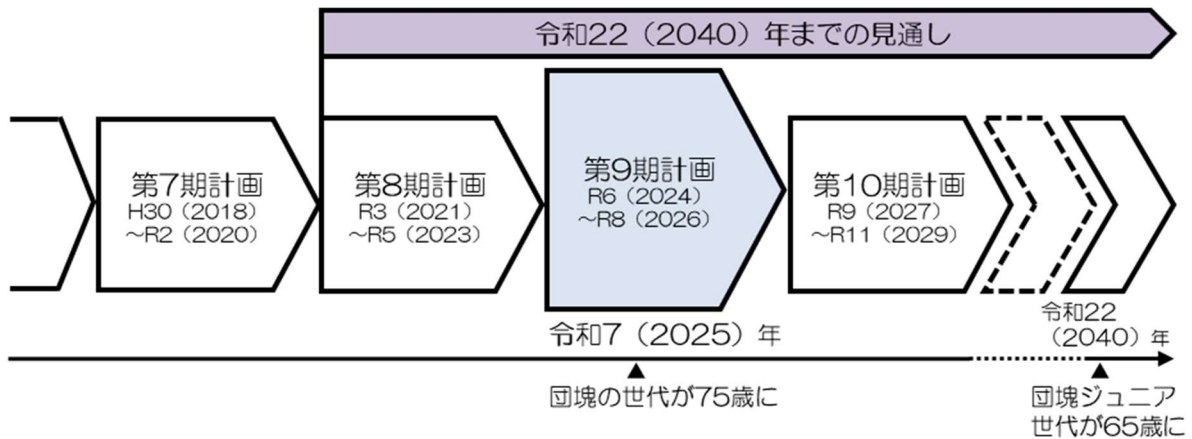 令和22（2040）年までの見通し
第7期計画
H30（2018）
～R2（2020）
第8期計画
R3（2021）
～R5（2023）
第9期計画
R6（2024）
～R8（2026）
第10期計画
R9（2027）
～R11（2029）
令和7（2025）年
団塊の世代が75歳に
令和22
（2040）年
団塊ジュニア
世代が65歳に